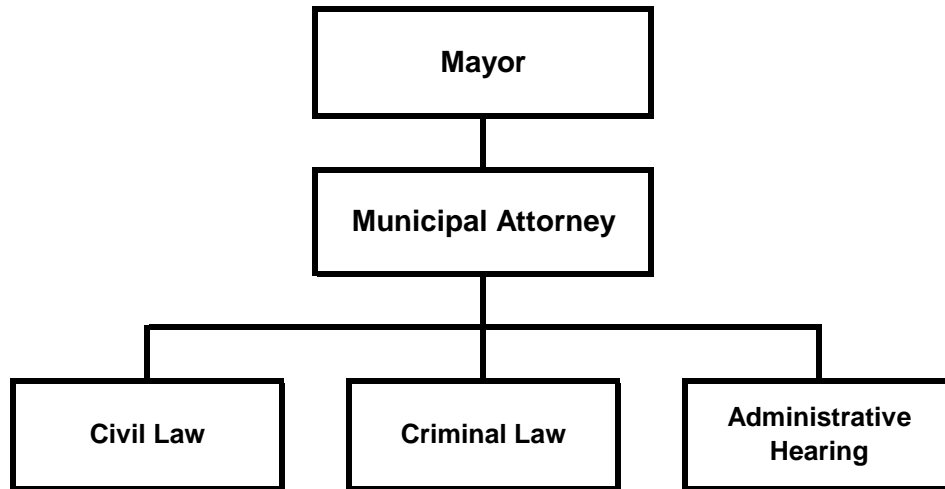 Mayor
Municipal Attorney
Civil Law
Criminal Law
Administrative
Hearing